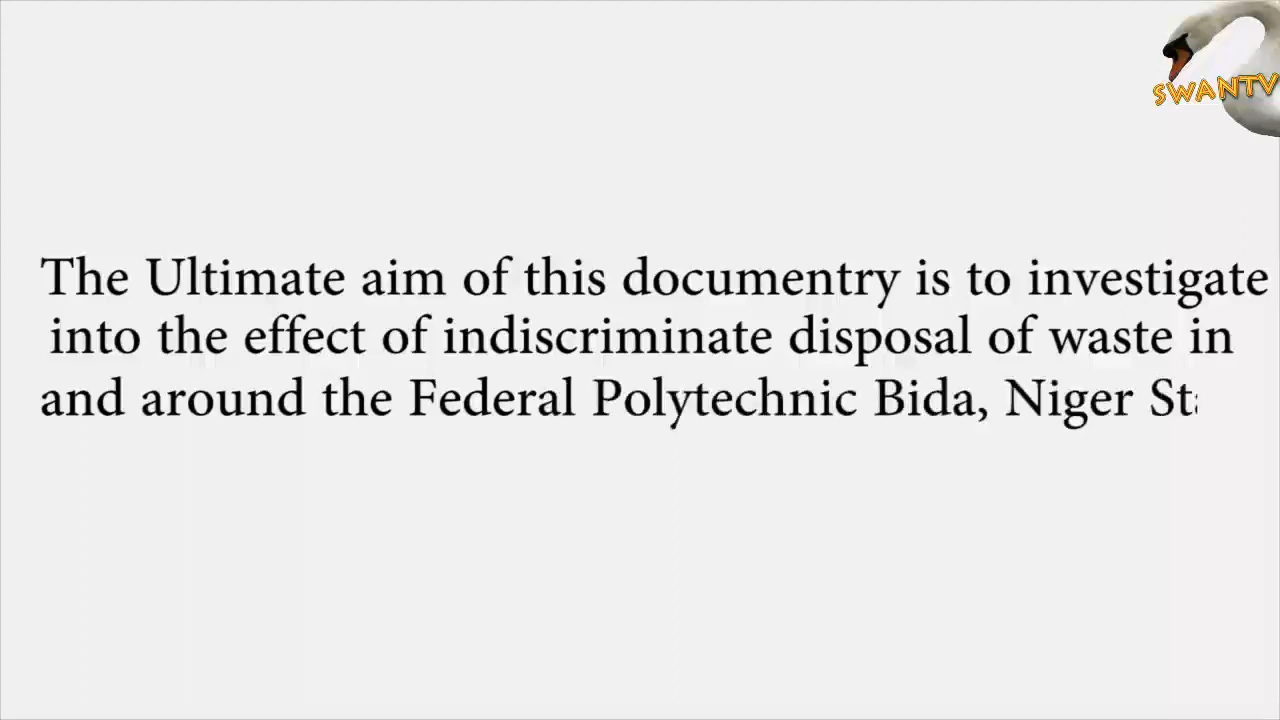 SWANTV
The Ultimate aim of this documentry is to investigate
into the effect of indiscriminate disposal of waste in
and around the Federal Polytechnic Bida, Niger